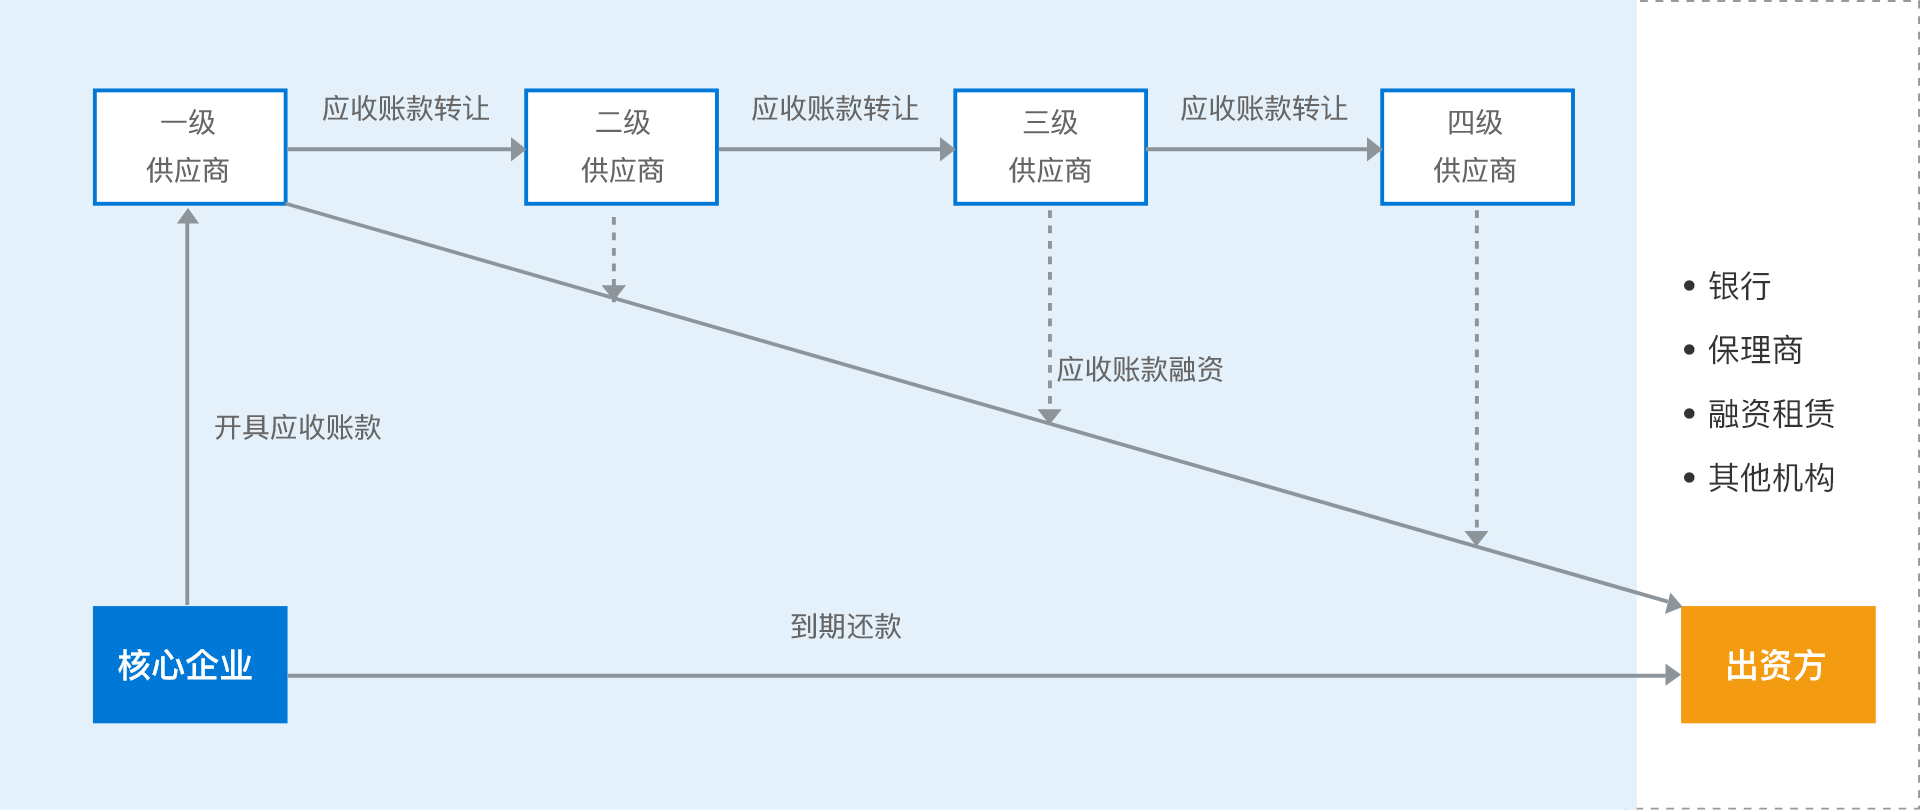 一级
供应商
应收账款转让
二级
供应商
应收账款转让
三级
供应商
应收账款转让
四级
供应商
• 银行
• 保理商
• 融资租赁
• 其他机构
应收账款融资
开具应收账款
到期还款
核心企业
出资方